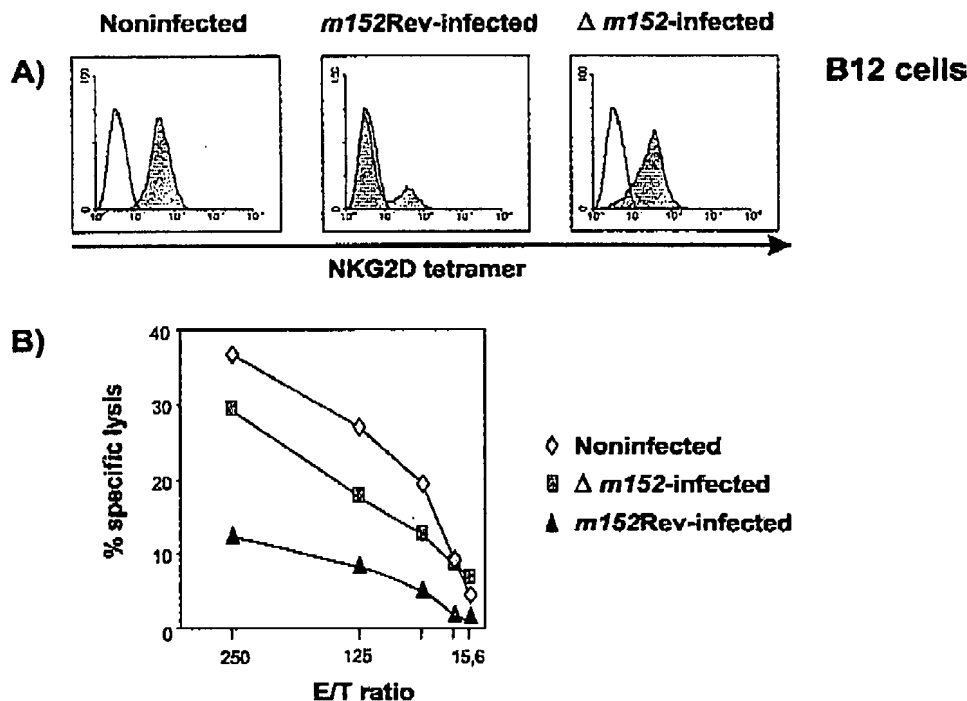 Noninfected m152Rev-infected Δ m152-infected
A) B12 cells
NKG2D tetramer
B)
% specific lysis
40
30
20
10
0
250 125 15,6
E/T ratio
Noninfected
Δ m152-infected
m152Rev-infected